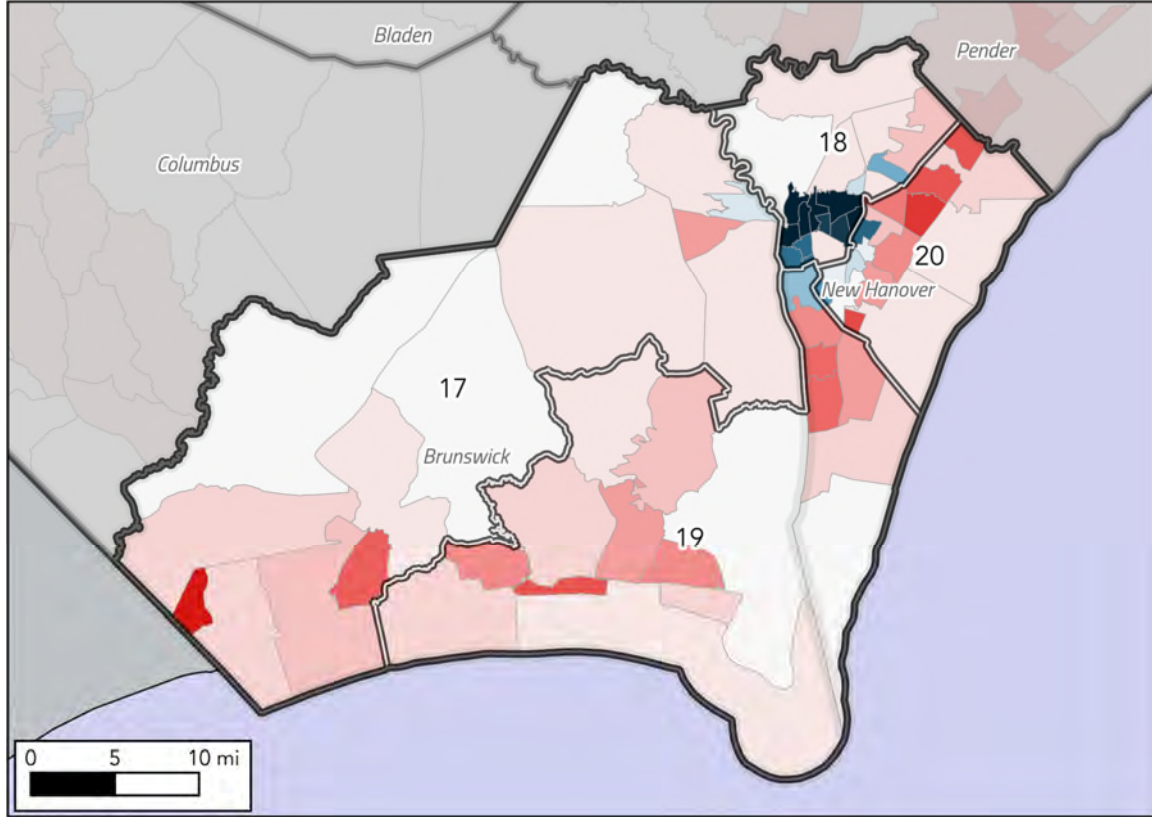 Bladen
Pender
Columbus
18
20
New Hanover
17
Brunswick
19
0 5 10 mi